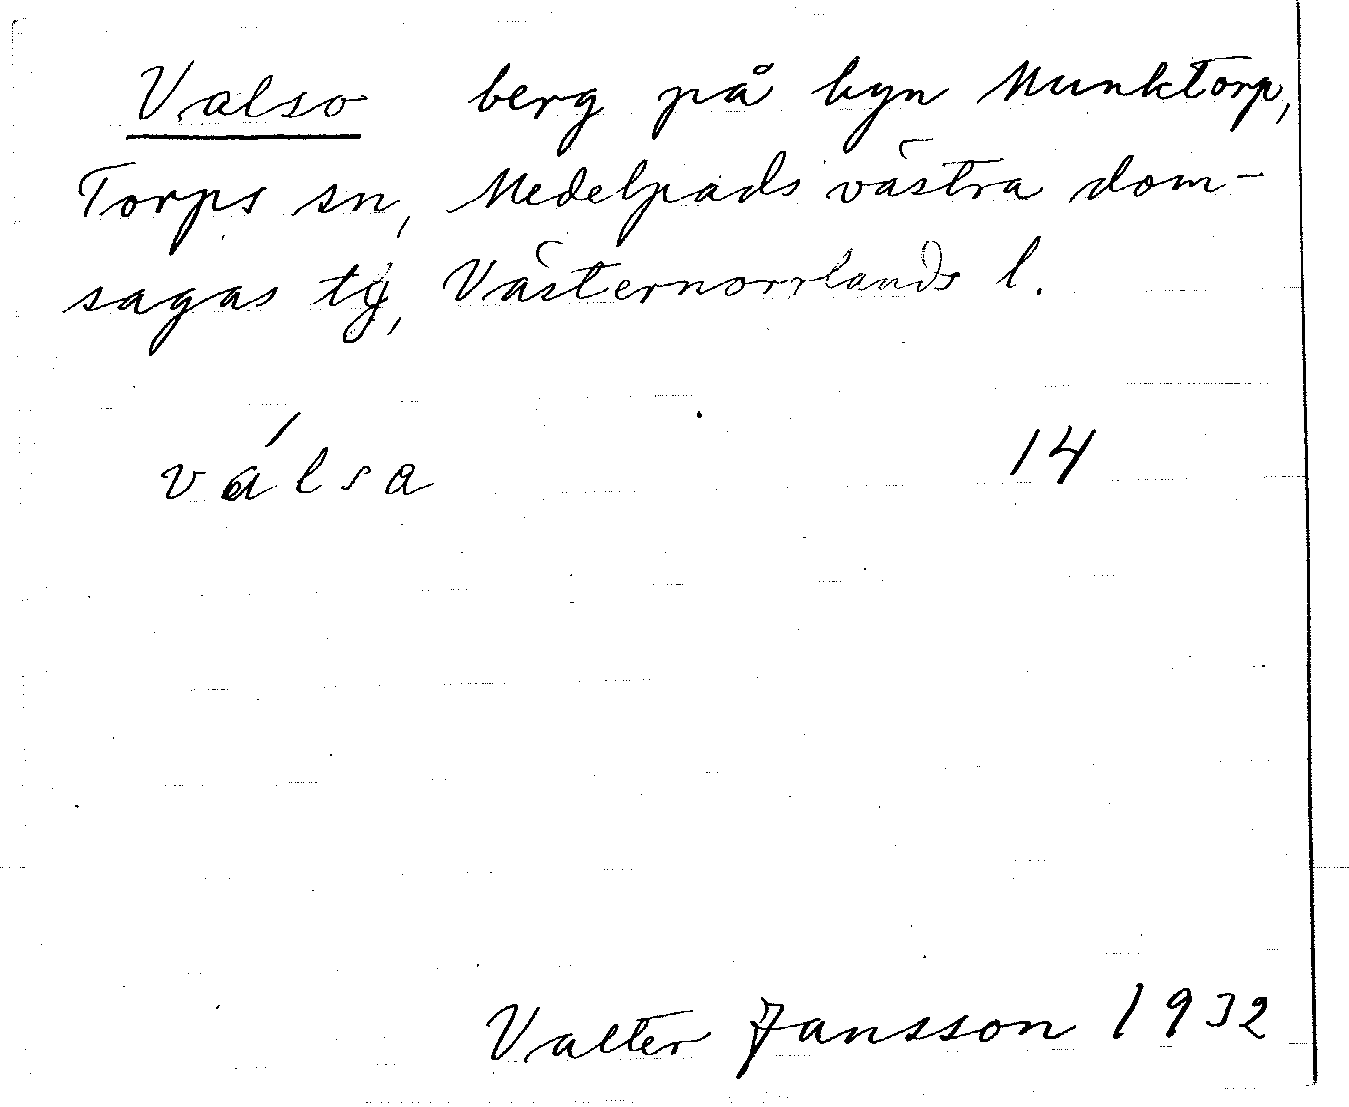 Valso berg på byn Munktorp,
Torps sn, Medelpads västra dom-
sagas tg, Västernorrlands l.
válsa 14
Valter Jansson 1932